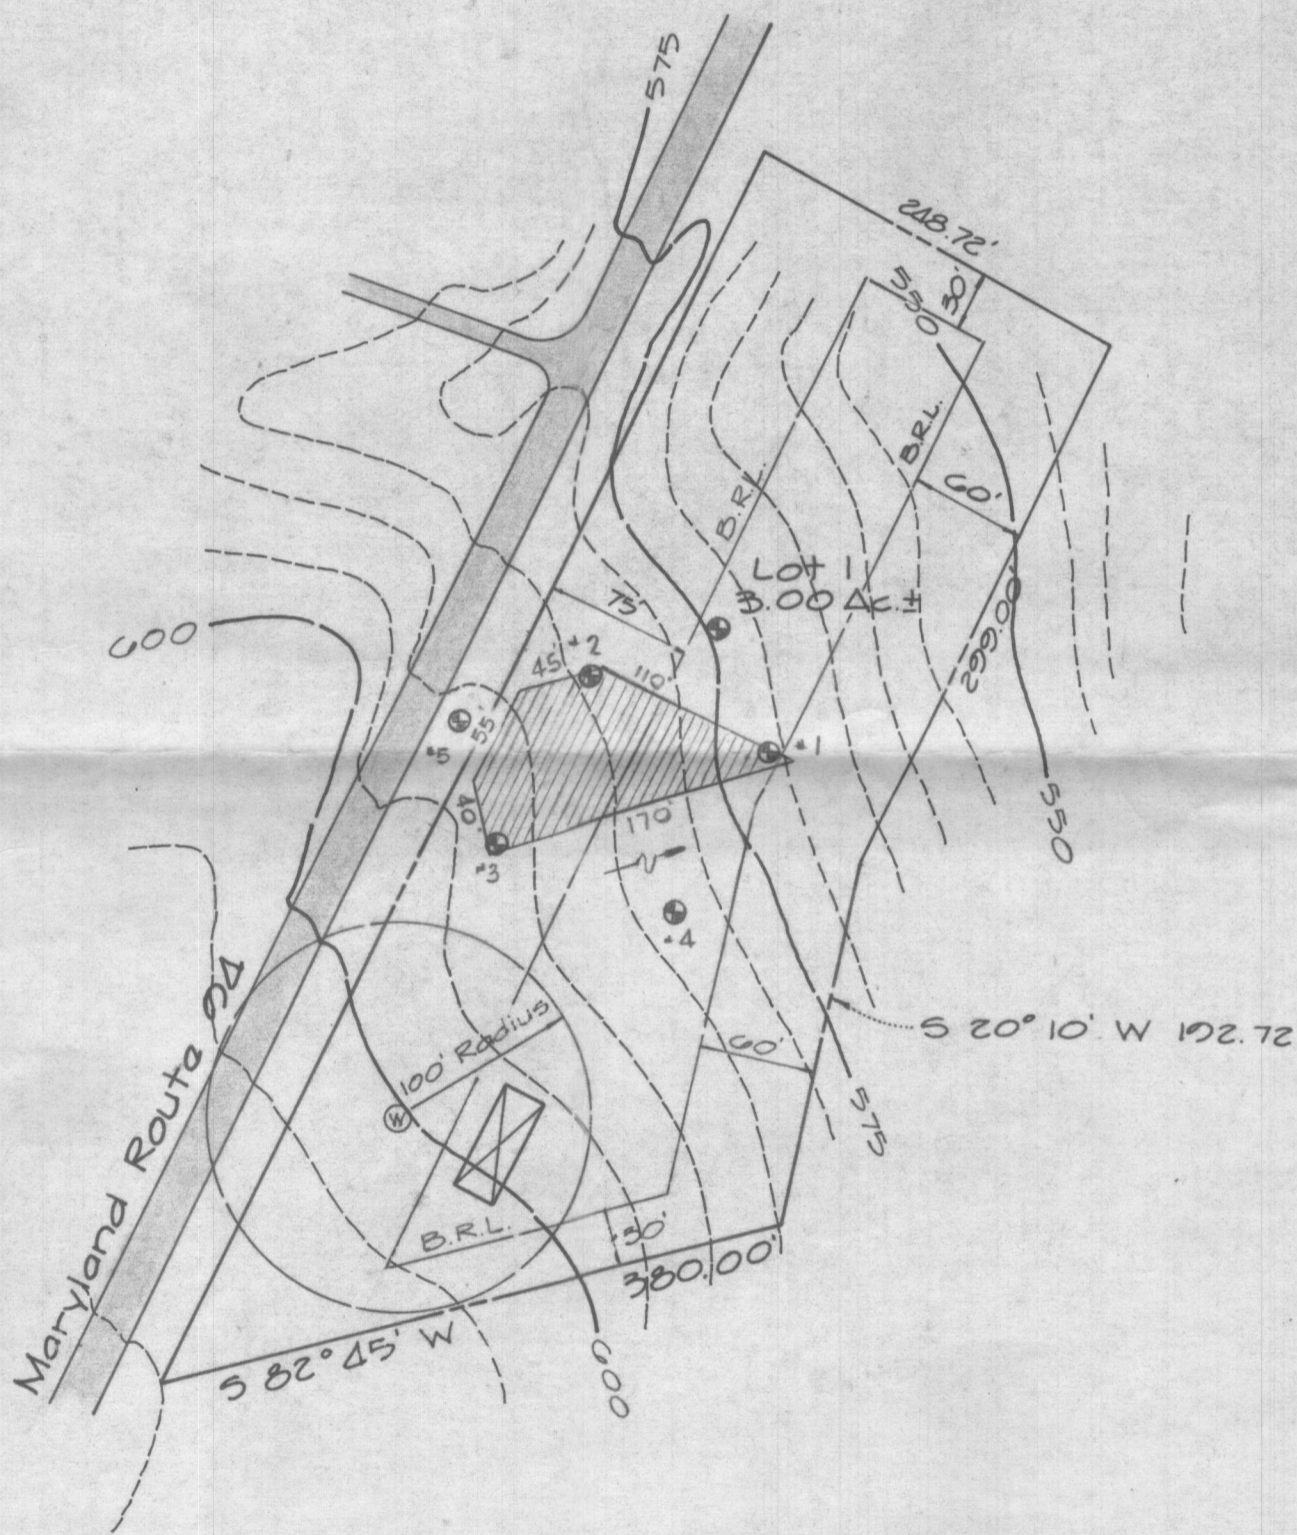 575
248.72'
30'
550
B.R.L.
60'
B.R.L.
Lot 1
3.00 Ac.±
75'
600
45'
#2
110'
299.00'
55'
#5
#1
40'
170'
#3
550
#4
Maryland Route 94
S 20° 10' W 192.72
100' Radius
60'
W
575
B.R.L.
30'
380.00'
S 82° 45' W
600